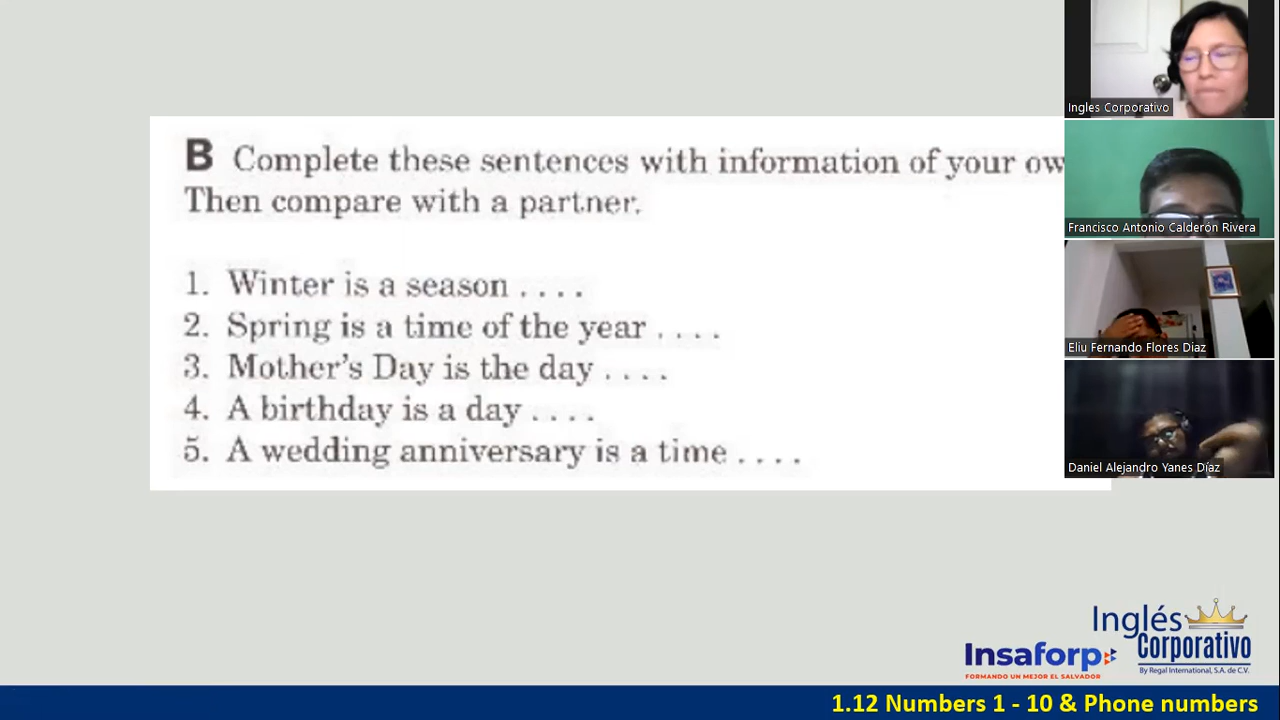 B Complete these sentences with information of your ow
Then compare with a partner.
1. Winter is a season . . . .
2. Spring is a time of the year . . . .
3. Mother's Day is the day . . . .
4. A birthday is a day . . . .
5. A wedding anniversary is a time . . . .
Ingles Corporativo
Francisco Antonio Calderón Rivera
Eliu Fernando Flores Diaz
Daniel Alejandro Yanes Díaz
Insaforp
FORMANDO UN MEJOR EL SALVADOR
Inglés
Corporativo
By Regal International, S.A. de C.V.
1.12 Numbers 1 - 10 & Phone numbers